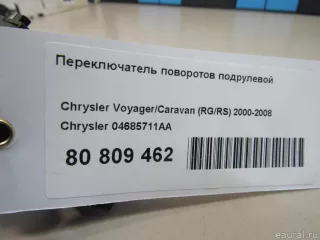 Переключатель поворотов подрулевой
Chrysler Voyager/Caravan (RG/RS) 2000-2008
Chrysler 04685711AA
80 809 462
eaural.ru